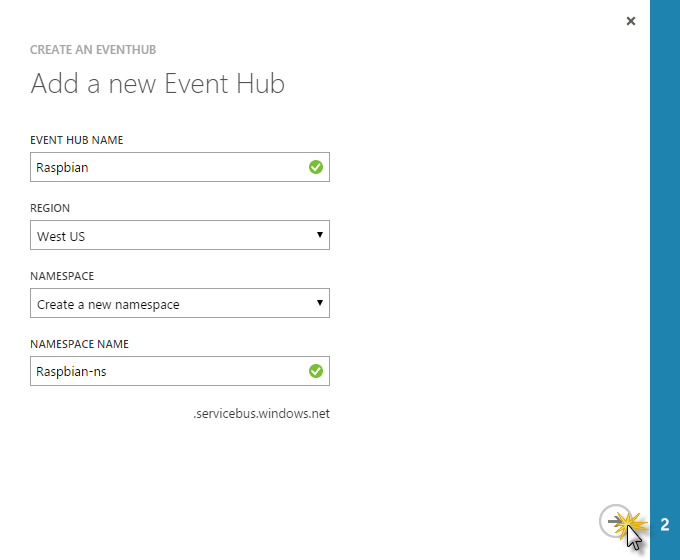 CREATE AN EVENTHUB
Add a new Event Hub
EVENT HUB NAME
Raspbian
REGION
West US
NAMESPACE
Create a new namespace
NAMESPACE NAME
Raspbian-ns
.servicebus.windows.net
2